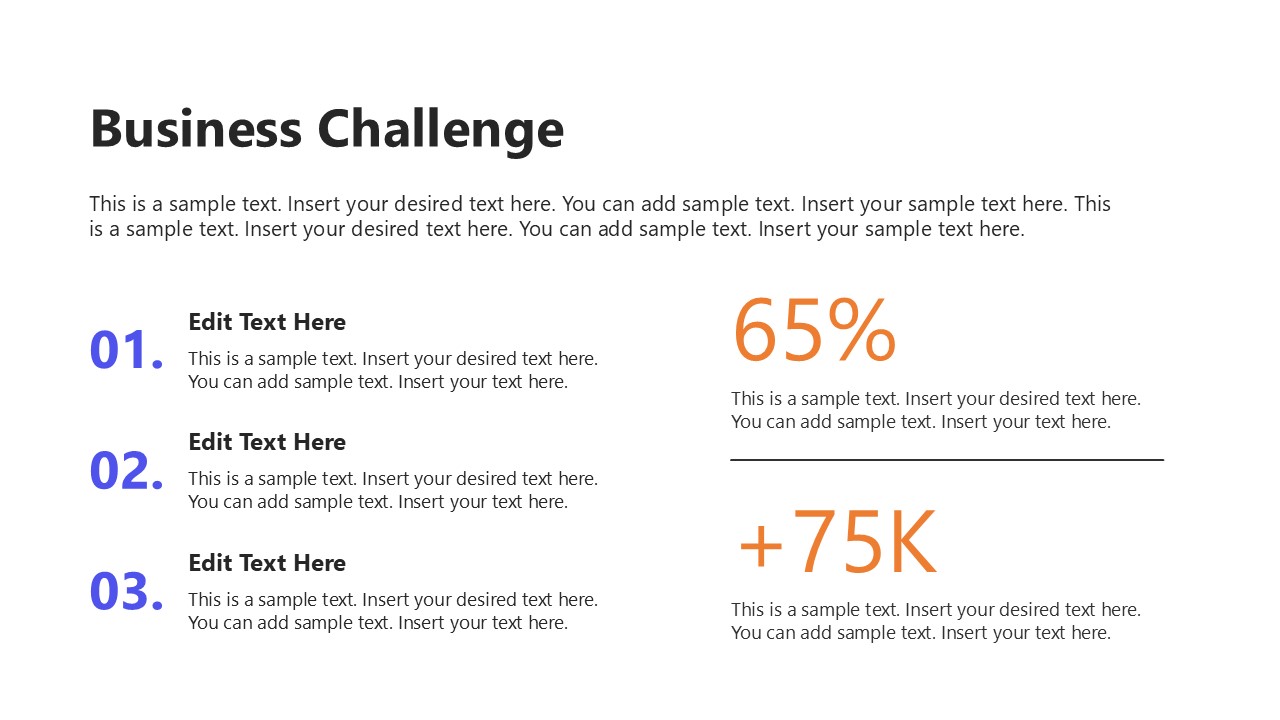 Business Challenge
This is a sample text. Insert your desired text here. You can add sample text. Insert your sample text here. This
is a sample text. Insert your desired text here. You can add sample text. Insert your sample text here.
01.
Edit Text Here
This is a sample text. Insert your desired text here.
You can add sample text. Insert your text here.
02.
Edit Text Here
This is a sample text. Insert your desired text here.
You can add sample text. Insert your text here.
03.
Edit Text Here
This is a sample text. Insert your desired text here.
You can add sample text. Insert your text here.
65%
This is a sample text. Insert your desired text here.
You can add sample text. Insert your text here.
+75K
This is a sample text. Insert your desired text here.
You can add sample text. Insert your text here.